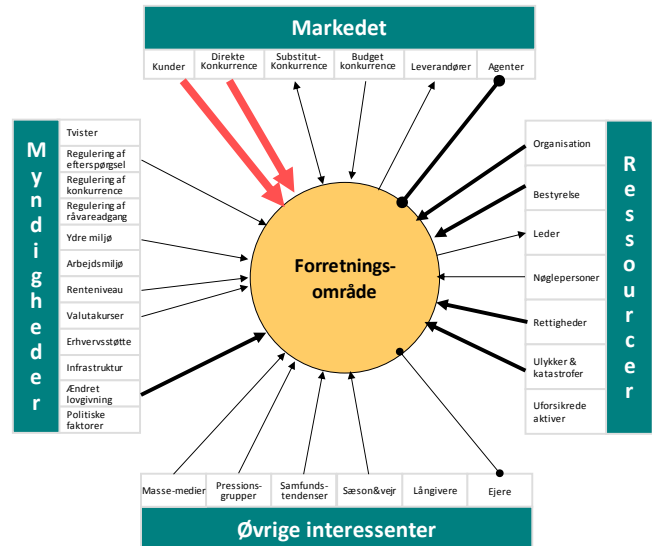 Markedet
Kunder
Direkte
Konkurrence
Substitut-
Konkurrence
Budget
konkurrence
Leverandører
Agenter
Myndigheder
Tvister
Regulering af
efterspørgsel
Regulering af
konkurrence
Regulering af
råvareadgang
Ydre miljø
Arbejdsmiljø
Renteniveau
Valutakurser
Erhvervsstøtte
Infrastruktur
Ændret
lovgivning
Politiske
faktorer
Forretnings-
område
Organisation
Bestyrelse
Leder
Nøglepersoner
Rettigheder
Ulykker &
katastrofer
Uforsikrede
aktiver
Ressourcer
Masse-medier
Pressions-
grupper
Samfunds-
tendenser
Sæson&vejr
Långivere
Ejere
Øvrige interessenter